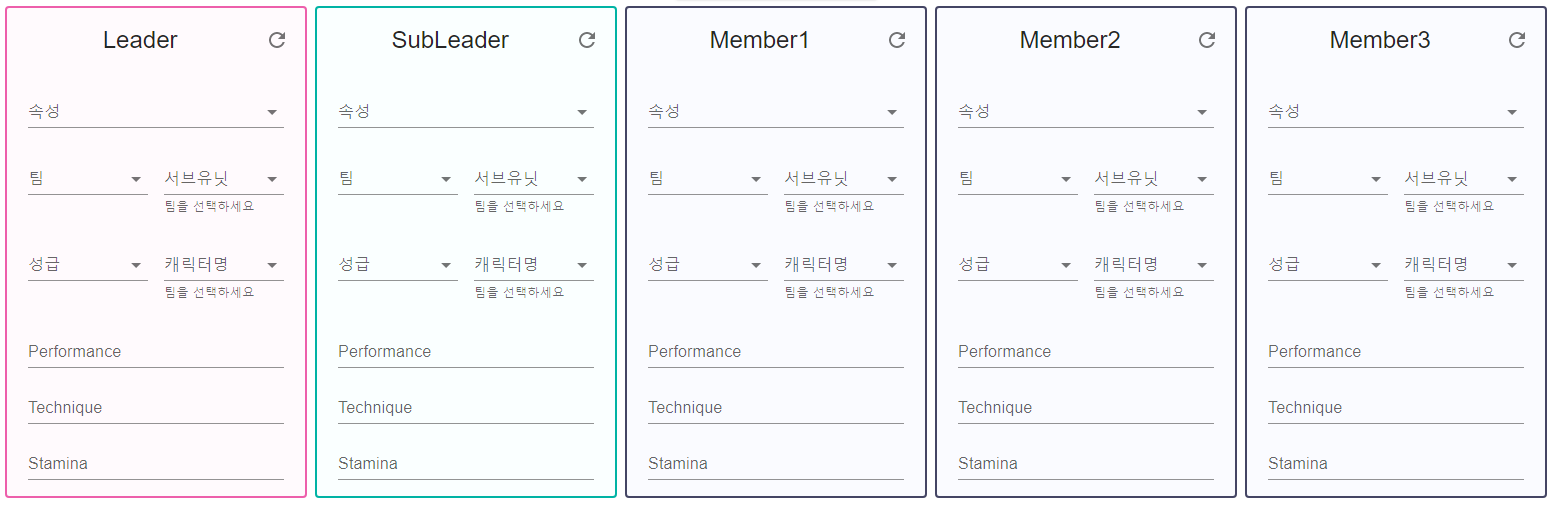 Leader
속성
팀 서브유닛
팀을 선택하세요
성급 캐릭터명
팀을 선택하세요
Performance
Technique
Stamina
SubLeader
속성
팀 서브유닛
팀을 선택하세요
성급 캐릭터명
팀을 선택하세요
Performance
Technique
Stamina
Member1
속성
팀 서브유닛
팀을 선택하세요
성급 캐릭터명
팀을 선택하세요
Performance
Technique
Stamina
Member2
속성
팀 서브유닛
팀을 선택하세요
성급 캐릭터명
팀을 선택하세요
Performance
Technique
Stamina
Member3
속성
팀 서브유닛
팀을 선택하세요
성급 캐릭터명
팀을 선택하세요
Performance
Technique
Stamina